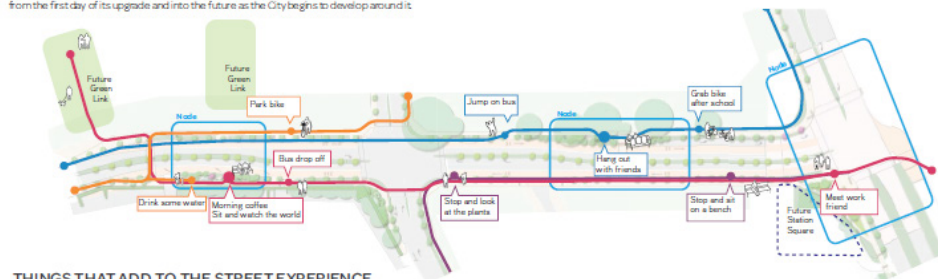 from the first day of its upgrade and into the future as the City begins to develop around it.
Future
Green
Link
Future
Green
Link
Node
Park bike
Jump on bus
Node
Grab bike
after school
Node
Bus drop off
Hang out
with friends
Drink some water
Morning coffee
Sit and watch the world
Stop and look
at the plants
Stop and sit
on a bench
Future
Station
Square
Meet work
friend
THINGS THAT ADD TO THE STREET EXPERIENCE